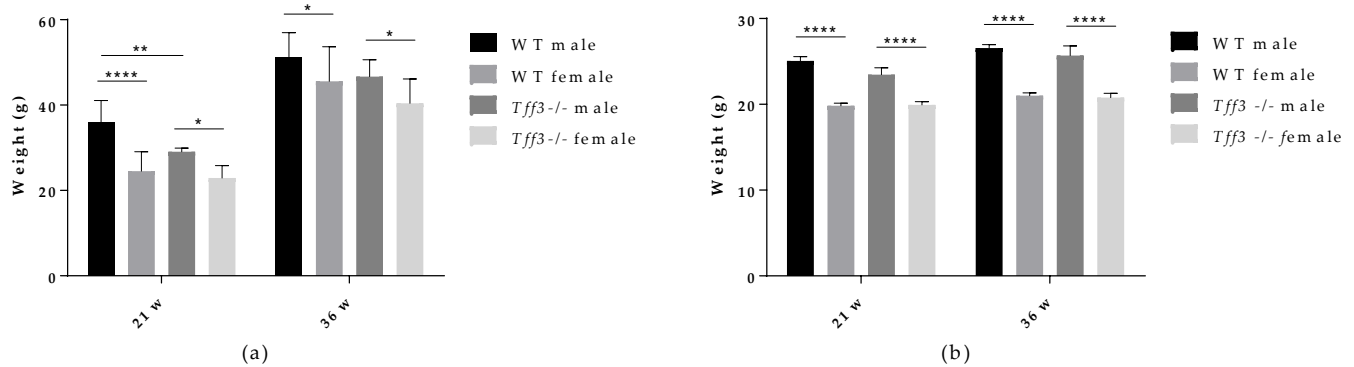 60
40
20
0
Weight (g)
****
**
*
*
*
21 w
36 w
WT male
WT female
Tff3-/- male
Tff3-/- female
(a)
30
20
10
0
Weight (g)
****
****
****
****
21 w
36 w
WT male
WT female
Tff3 -/- male
Tff3 -/- female
(b)